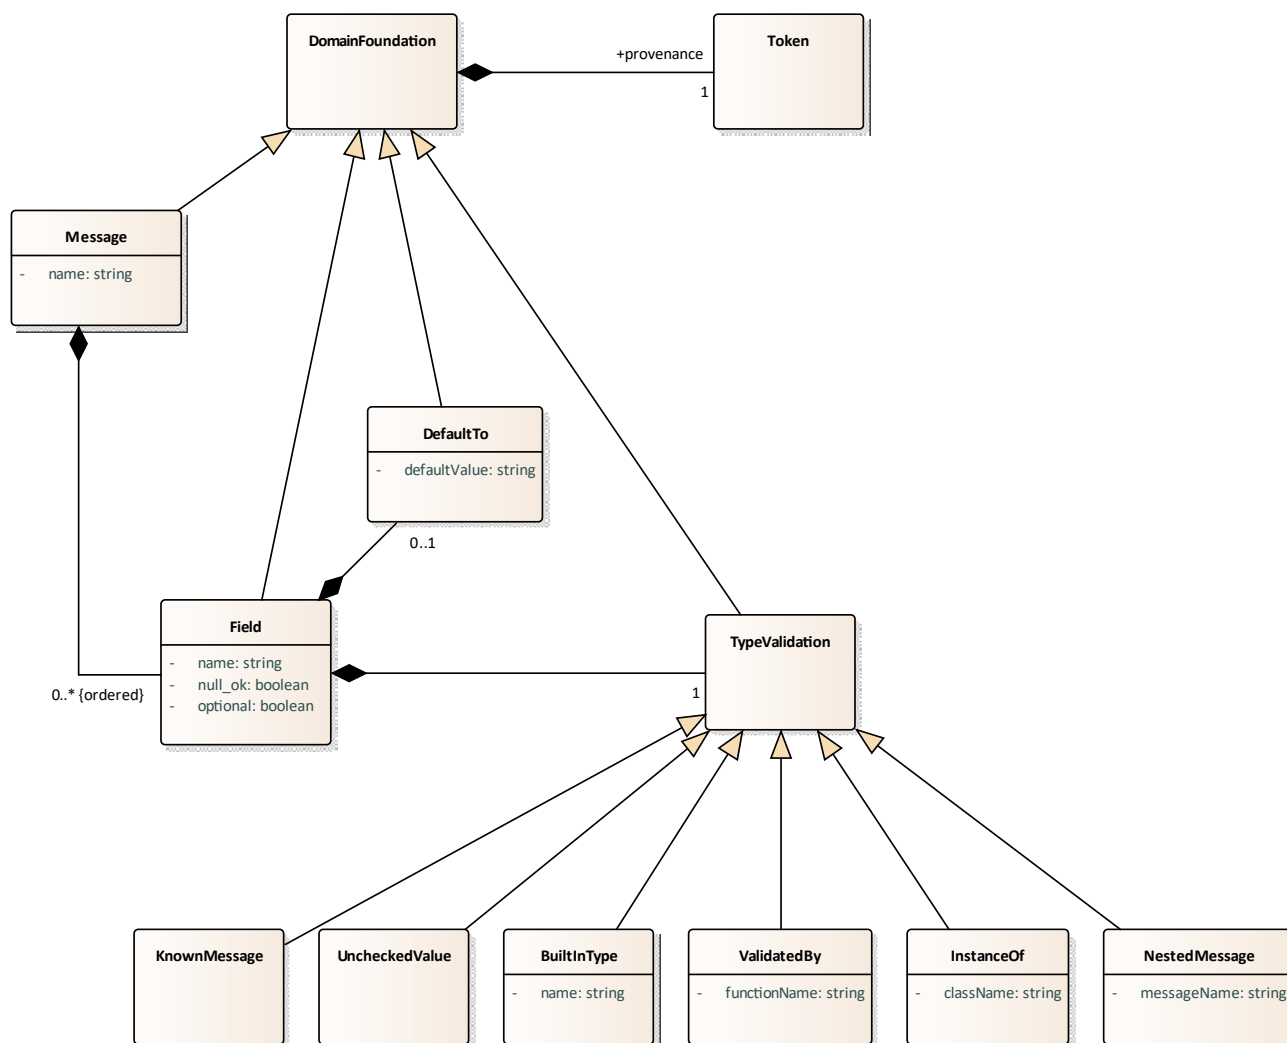 DomainFoundation
Token
+provenance
1
Message
- name: string
DefaultTo
- defaultValue: string
0..1
Field
- name: string
- null_ok: boolean
- optional: boolean
0..* {ordered}
TypeValidation
1
KnownMessage
UncheckedValue
BuiltInType
- name: string
ValidatedBy
- functionName: string
InstanceOf
- className: string
NestedMessage
- messageName: string